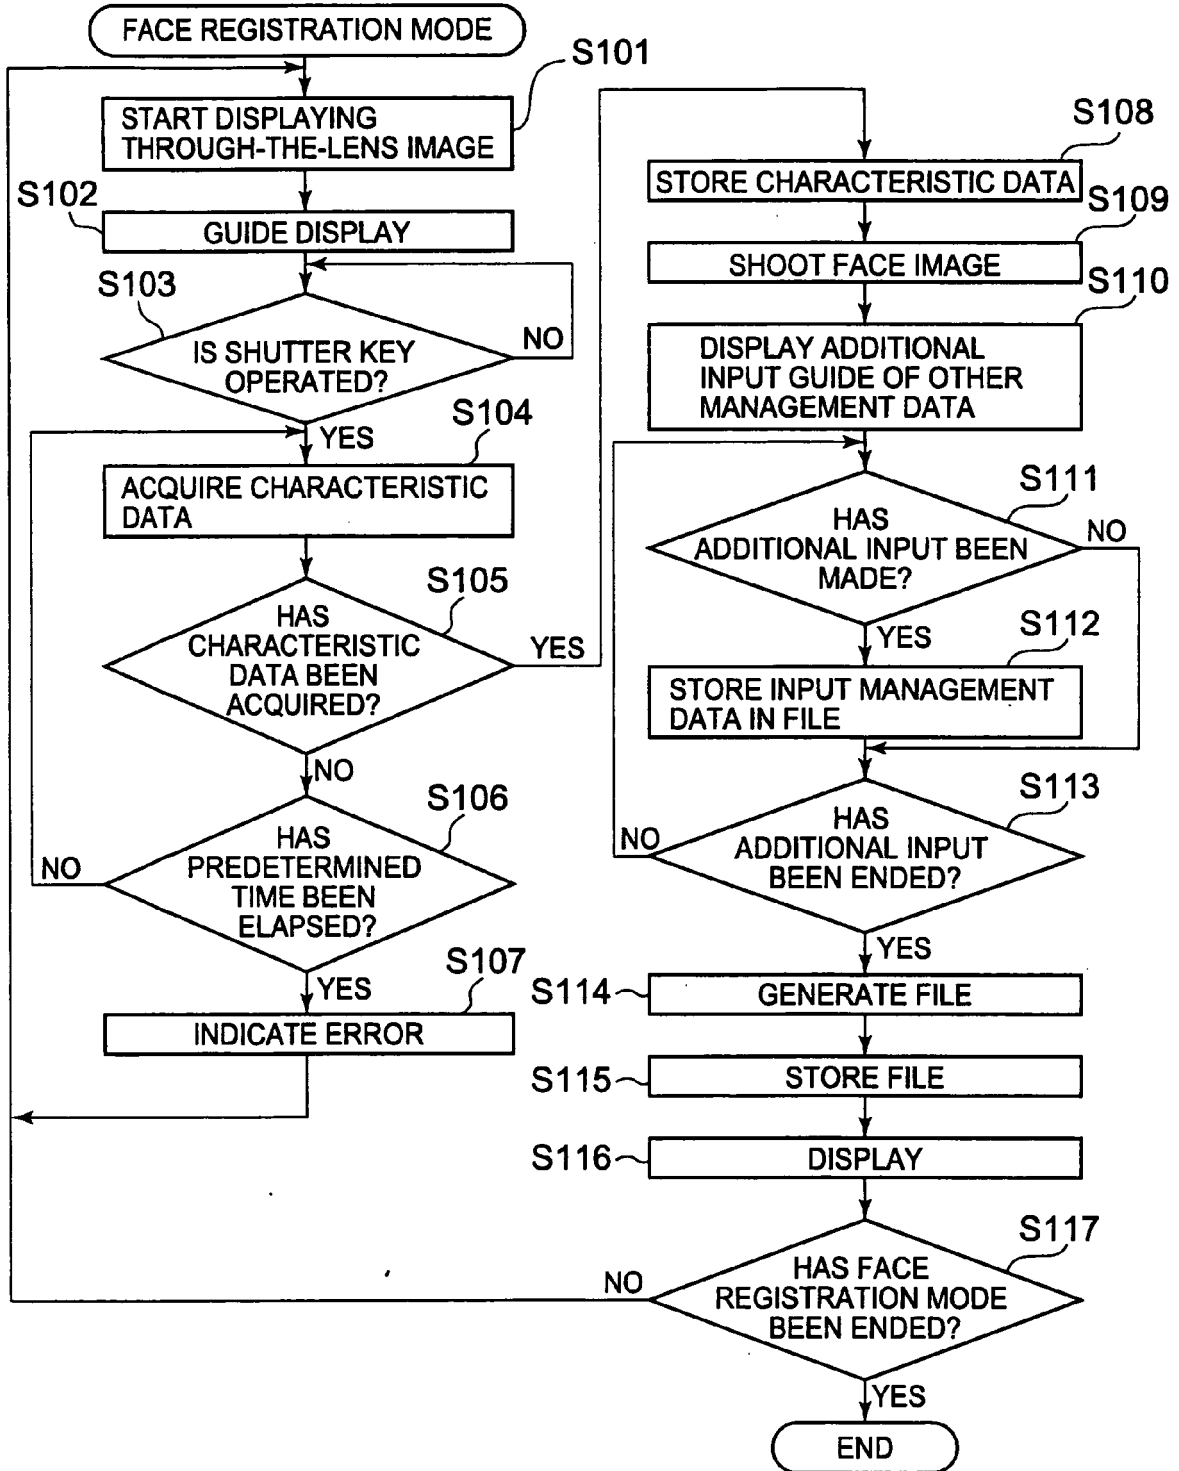 FACE REGISTRATION MODE
S101
START DISPLAYING
THROUGH-THE-LENS IMAGE
S102
GUIDE DISPLAY
S103
IS SHUTTER KEY
OPERATED?
NO
YES
S104
ACQUIRE CHARACTERISTIC
DATA
S105
HAS
CHARACTERISTIC
DATA BEEN
ACQUIRED?
YES
NO
S106
HAS
PREDETERMINED
TIME BEEN
ELAPSED?
NO
YES
S107
INDICATE ERROR
S108
STORE CHARACTERISTIC DATA
S109
SHOOT FACE IMAGE
S110
DISPLAY ADDITIONAL
INPUT GUIDE OF OTHER
MANAGEMENT DATA
S111
HAS
ADDITIONAL INPUT BEEN
MADE?
NO
YES
S112
STORE INPUT MANAGEMENT
DATA IN FILE
S113
HAS
ADDITIONAL INPUT
BEEN ENDED?
NO
YES
S114
GENERATE FILE
S115
STORE FILE
S116
DISPLAY
S117
HAS FACE
REGISTRATION MODE
BEEN ENDED?
NO
YES
END